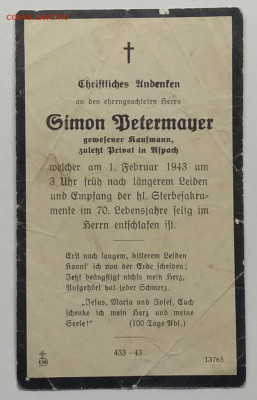 Christliches Andenken
an den ehrengeachteten Herrn
Simon Petermayer
gewesener Kaufmann,
zuletzt Privat in Aspach
welcher am 1. Februar 1943 um
3 Uhr früh nach längerem Leiden
und Empfang der hl. Sterbesakra-
mente im 70. Lebensjahre selig im
Herrn entschlafen ist.
Erst nach langem, bitterem Leiden
Konnt' ich von der Erde scheiden;
Jetzt beängstigt nichts mein Herz,
Aufgehört hat jeder Schmerz.
„Jesus, Maria und Josef, Euch
schenke ich mein Herz und meine
Seele!" (100 Tage Abl.)
433 - 43
13765